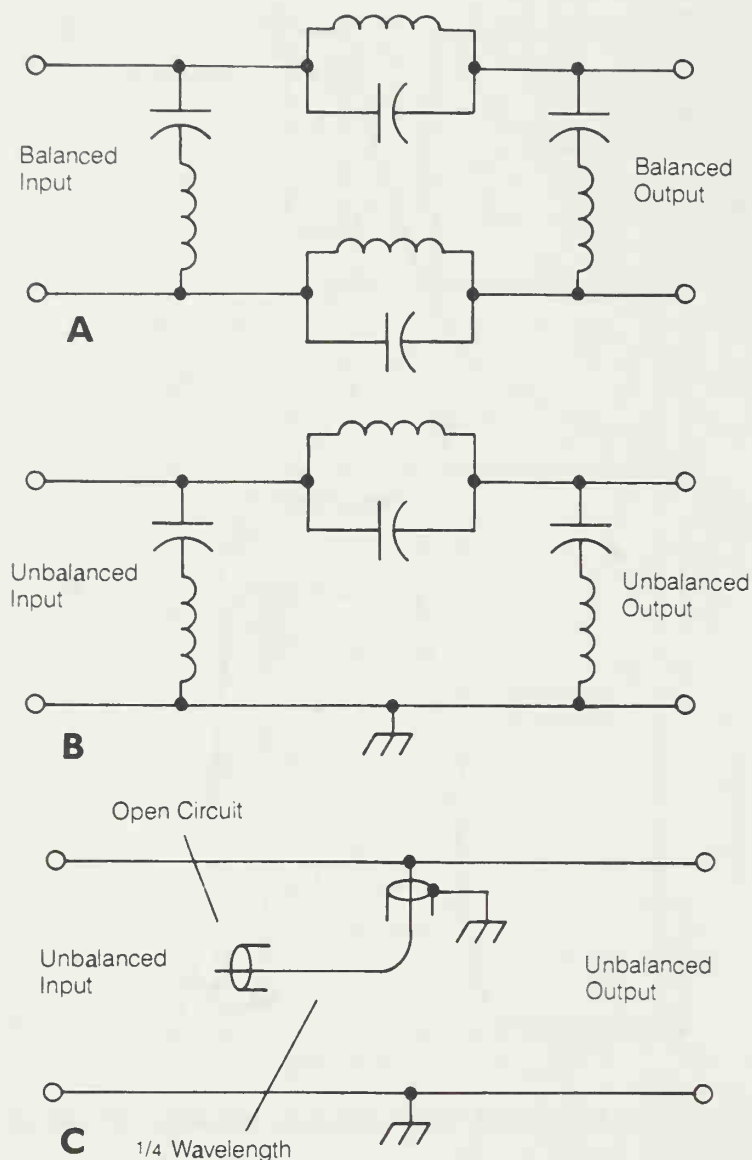 Balanced
Input
Balanced
Output
A
Unbalanced
Input
Unbalanced
Output
B
Open Circuit
Unbalanced
Input
Unbalanced
Output
C
1/4 Wavelength